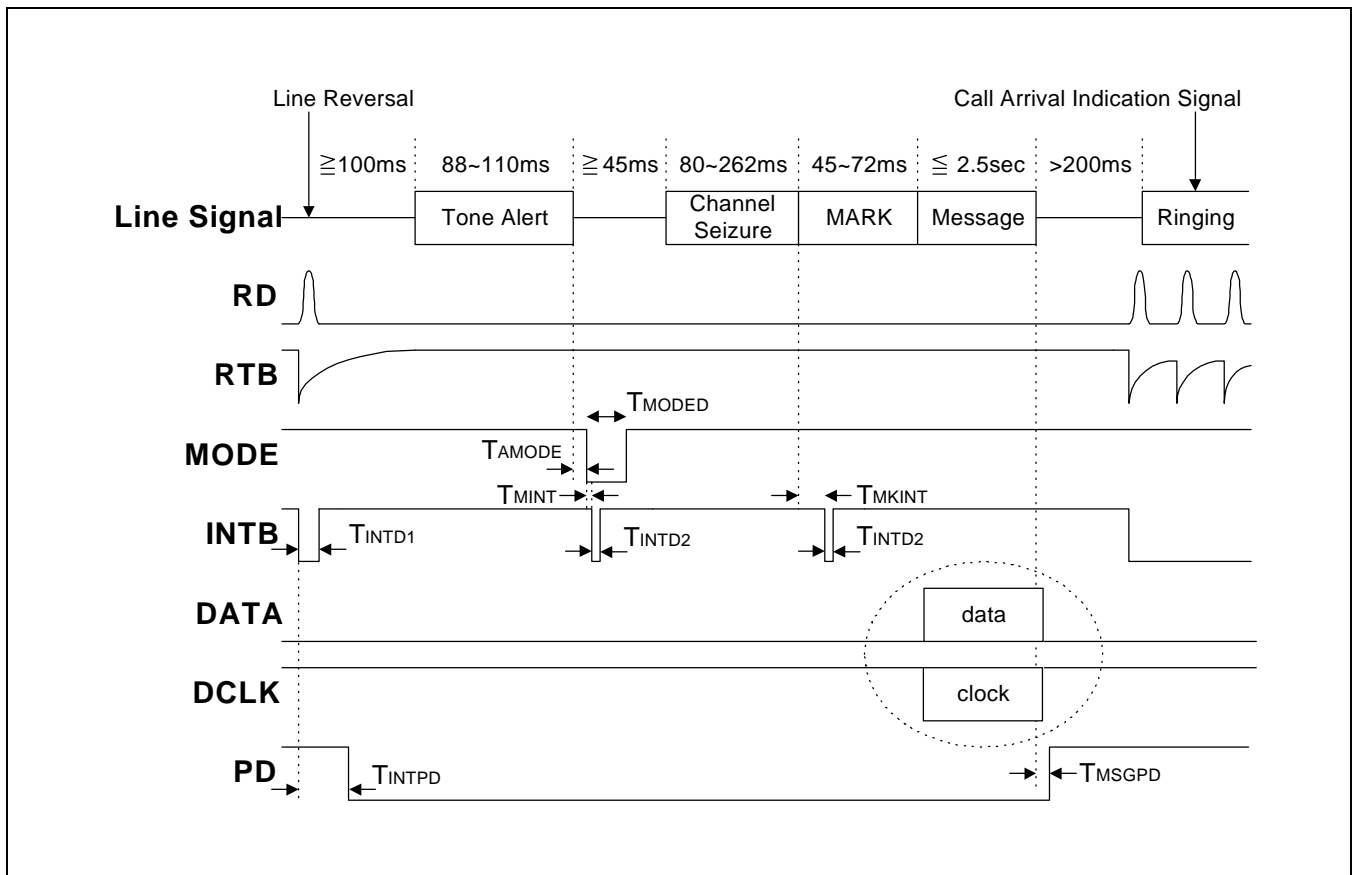 Line Reversal
Call Arrival Indication Signal
≧100ms 88~110ms ≧ 45ms 80~262ms 45~72ms ≦ 2.5sec >200ms
Line Signal Tone Alert Channel Seizure MARK Message Ringing
RD
RTB
TMODED
MODE
TAMODE
TMINT TMKINT
INTB TINTD1 TINTD2 TINTD2
DATA data
DCLK clock
PD TINTPD TMSGPD